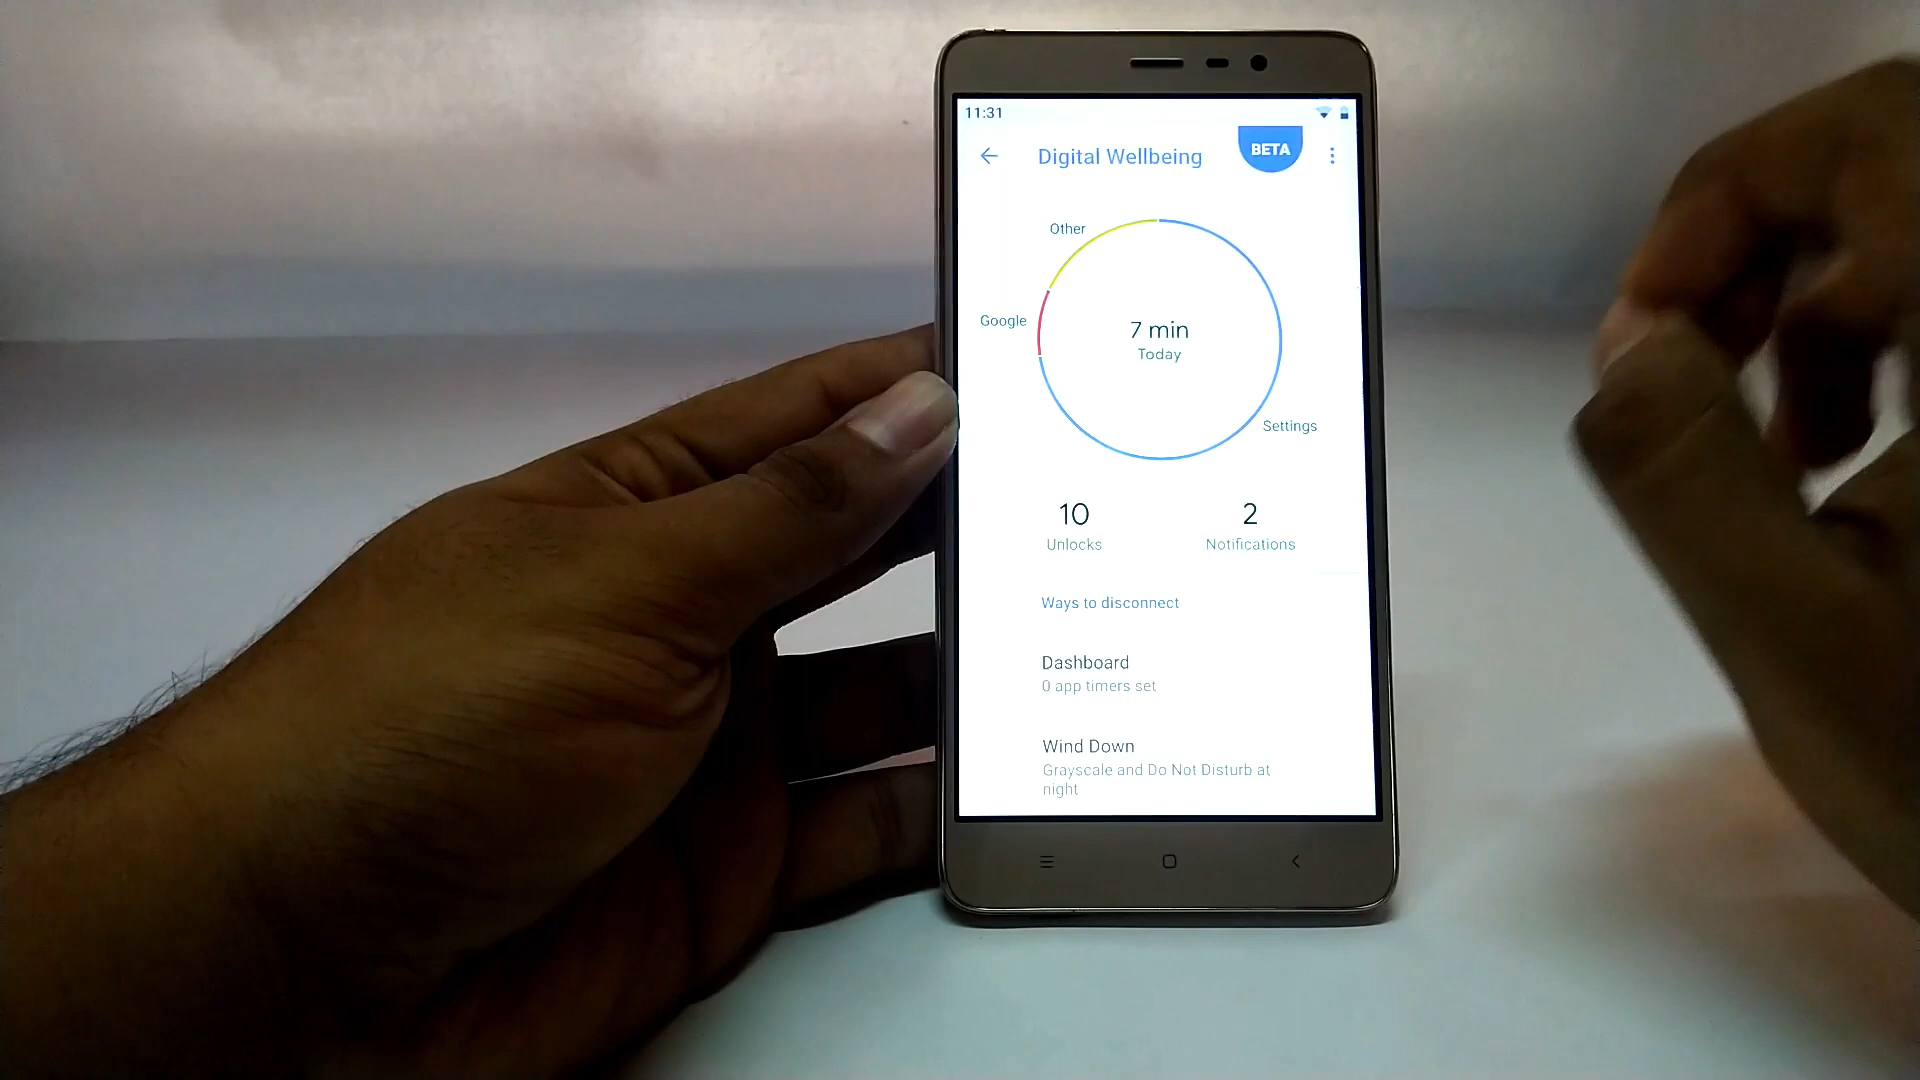 11:31
Digital Wellbeing
BETA
Other
Google
7 min
Today
Settings
10
Unlocks
2
Notifications
Ways to disconnect
Dashboard
0 app timers set
Wind Down
Grayscale and Do Not Disturb at
night